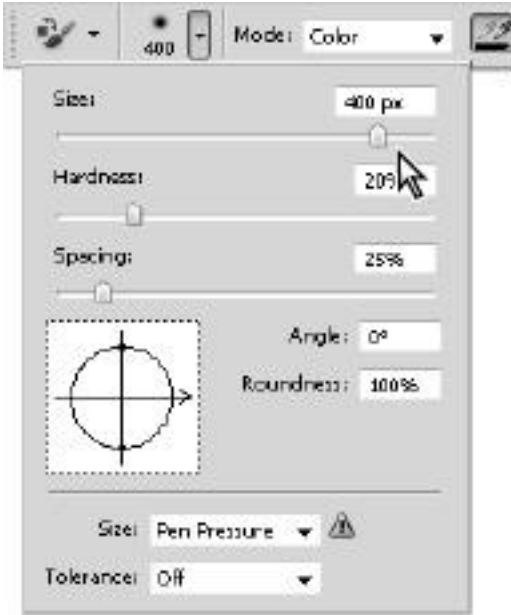 400 Mode: Color
Size: 400 px
Hardness: 20%
Spacing: 25%
Angle: 0°
Roundness: 100%
Size: Pen Pressure
Tolerance: Off